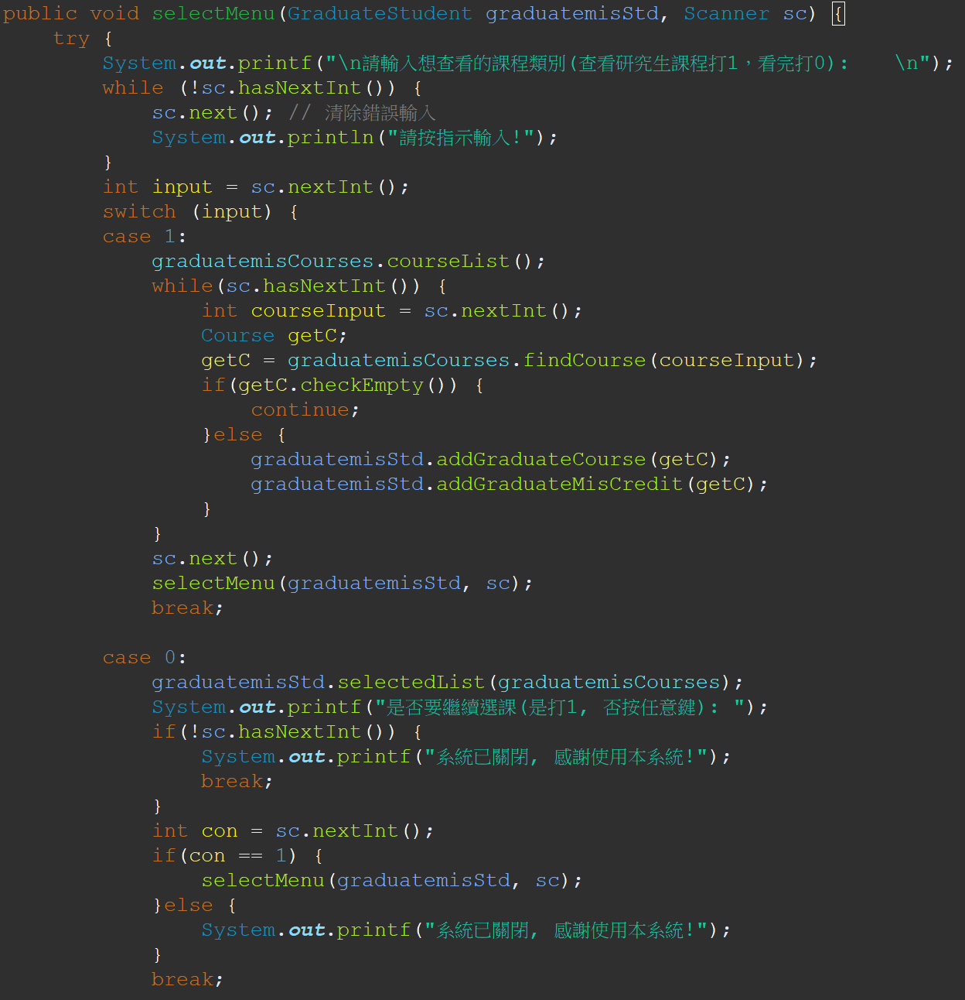 public void selectMenu(GraduateStudent graduatemisStd, Scanner sc) {
    try {
        System.out.printf("\n請輸入想查看的課程類別(查看研究生課程打1，看完打0):    \n");
        while (!sc.hasNextInt()) {
            sc.next(); // 清除錯誤輸入
            System.out.println("請按指示輸入!");
        }
        int input = sc.nextInt();
        switch (input) {
        case 1:
            graduatemisCourses.courseList();
            while(sc.hasNextInt()) {
                int courseInput = sc.nextInt();
                Course getC;
                getC = graduatemisCourses.findCourse(courseInput);
                if(getC.checkEmpty()) {
                    continue;
                }else {
                    graduatemisStd.addGraduateCourse(getC);
                    graduatemisStd.addGraduateMisCredit(getC);
                }
            }
            sc.next();
            selectMenu(graduatemisStd, sc);
            break;

        case 0:
            graduatemisStd.selectedList(graduatemisCourses);
            System.out.printf("是否要繼續選課(是打1, 否按任意鍵): ");
            if(!sc.hasNextInt()) {
                System.out.printf("系統已關閉, 感謝使用本系統!");
                break;
            }
            int con = sc.nextInt();
            if(con == 1) {
                selectMenu(graduatemisStd, sc);
            }else {
                System.out.printf("系統已關閉, 感謝使用本系統!");
            }
            break;